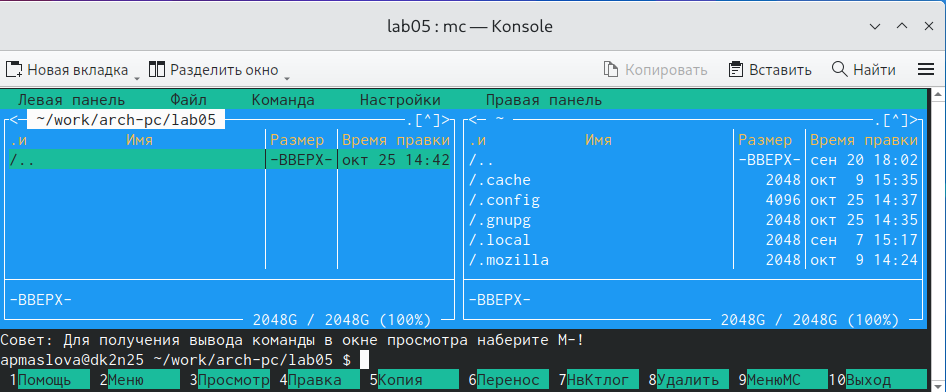 lab05 : mc — Konsole
Новая вкладка Разделить окно Копировать Вставить Найти
Левая панель Файл Команда Настройки Правая панель
<— ~/work/arch-pc/lab05 .[^]> <— ~ .[^]>
.и Имя Размер Время правки .и Имя Размер Время правки
/.. -ВВЕРХ- окт 25 14:42 /.. -ВВЕРХ- сен 20 18:02
/.cache 2048 окт 9 15:35
/.config 4096 окт 25 14:37
/.gnupg 2048 окт 25 14:35
/.local 2048 сен 7 15:17
/.mozilla 2048 окт 9 14:24
-ВВЕРХ- -ВВЕРХ-
2048G / 2048G (100%) 2048G / 2048G (100%)
Совет: Для получения вывода команды в окне просмотра наберите M-!
apmaslova@dk2n25 ~/work/arch-pc/lab05 $
1Помощь 2Меню 3Просмотр 4Правка 5Копия 6Перенос 7НвКтлог 8Удалить 9МенюMC 10Выход